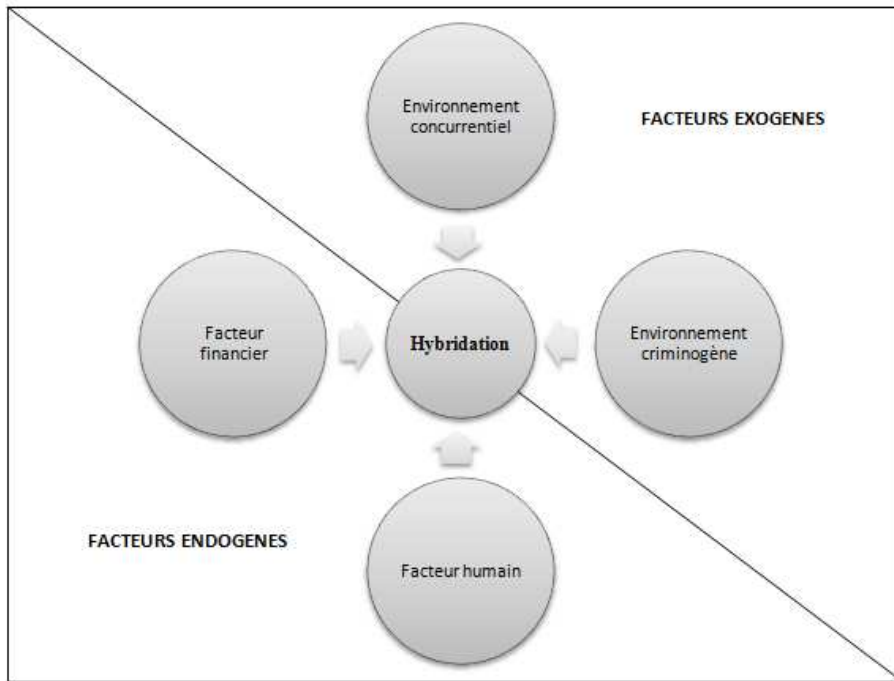 Environnement
concurrentiel
FACTEURS EXOGENES
Facteur
financier
Hybridation
Environnement
criminogène
FACTEURS ENDOGENES
Facteur humain